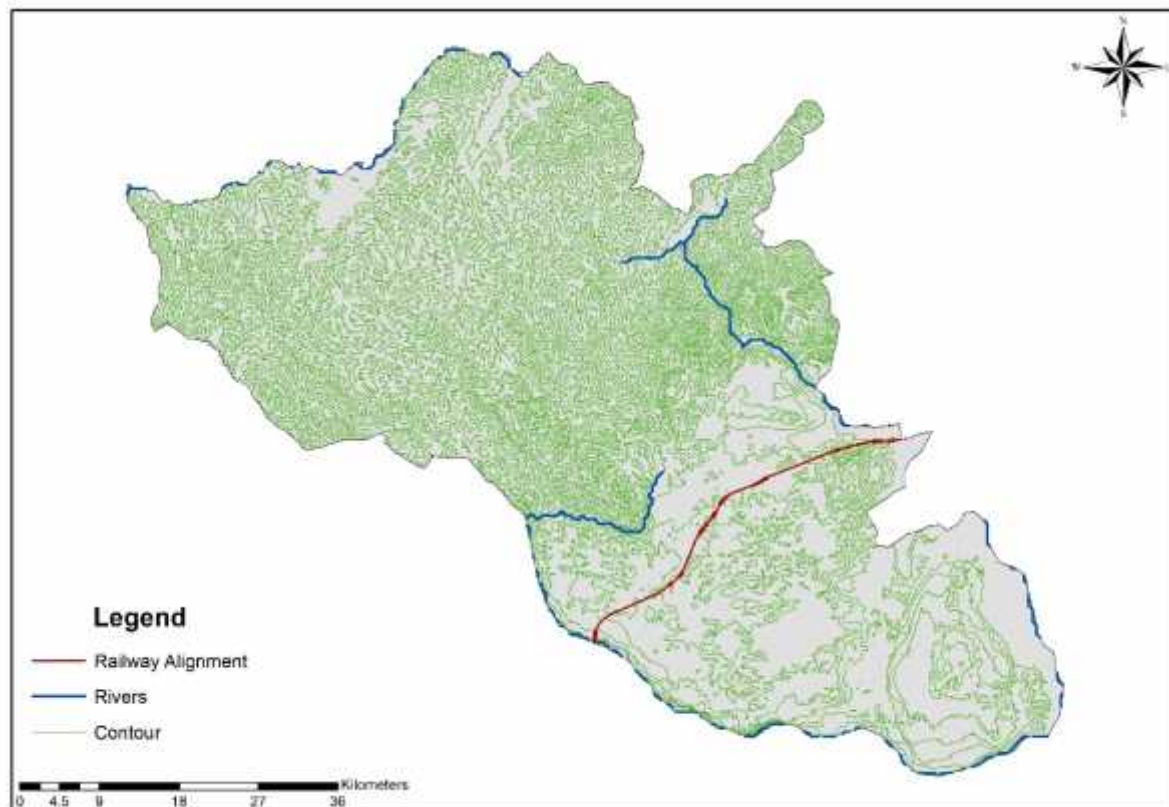 N
W
S
Legend
Railway Alignment
Rivers
Contour
Kilometers
0 4.5 9 18 27 36